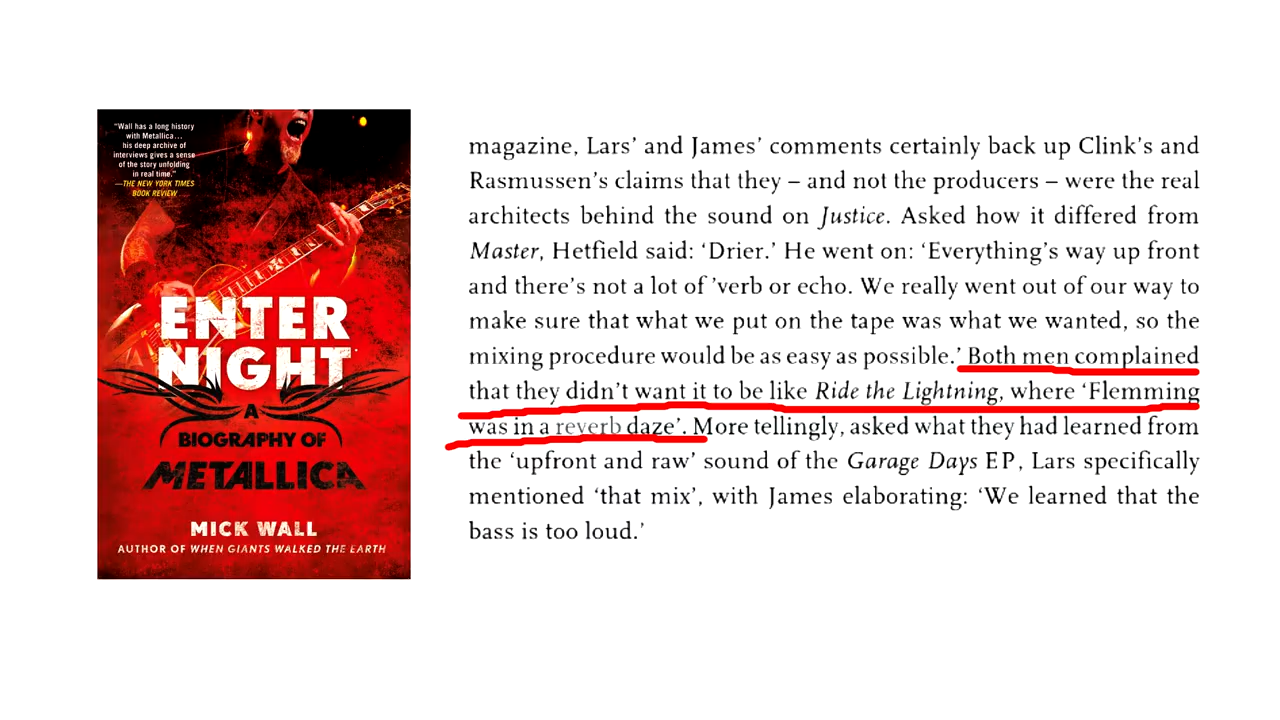 "Wall has a long history
with Metallica...
his deep archive of
interviews gives a sense
of the story unfolding
in real time."
—THE NEW YORK TIMES
BOOK REVIEW
ENTER
NIGHT
A
BIOGRAPHY OF
METALLICA
MICK WALL
AUTHOR OF WHEN GIANTS WALKED THE EARTH
magazine, Lars’ and James’ comments certainly back up Clink's and
Rasmussen’s claims that they – and not the producers – were the real
architects behind the sound on Justice. Asked how it differed from
Master, Hetfield said: ‘Drier.’ He went on: ‘Everything’s way up front
and there’s not a lot of ’verb or echo. We really went out of our way to
make sure that what we put on the tape was what we wanted, so the
mixing procedure would be as easy as possible.’ Both men complained
that they didn’t want it to be like Ride the Lightning, where ‘Flemming
was in a reverb daze’. More tellingly, asked what they had learned from
the ‘upfront and raw’ sound of the Garage Days EP, Lars specifically
mentioned ‘that mix’, with James elaborating: ‘We learned that the
bass is too loud.’